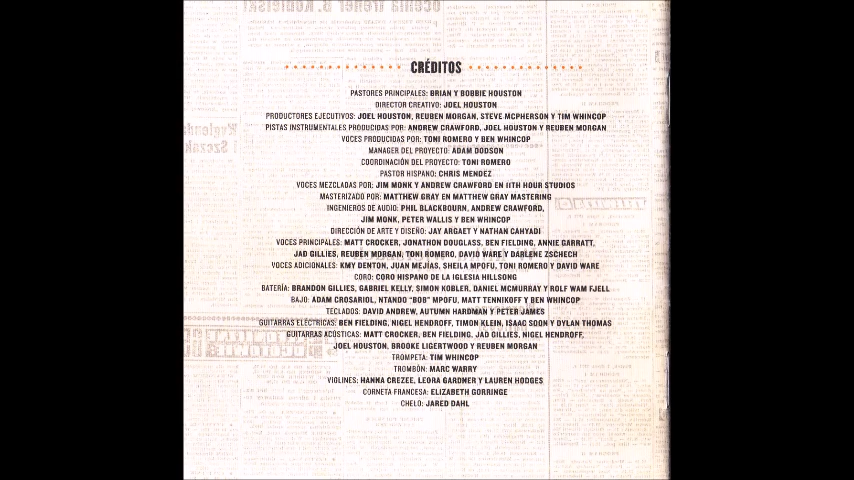 CRÉDITOS
PASTORES PRINCIPALES: BRIAN Y BOBBIE HOUSTON
DIRECTOR CREATIVO: JOEL HOUSTON
PRODUCTORES EJECUTIVOS: JOEL HOUSTON, REUBEN MORGAN, STEVE MCPHERSON Y TIM WHINCOP
PISTAS INSTRUMENTALES PRODUCIDAS POR: ANDREW CRAWFORD, JOEL HOUSTON Y REUBEN MORGAN
VOCES PRODUCIDAS POR: TONI ROMERO Y BEN WHINCOP
MANAGER DEL PROYECTO: ADAM DODSON
COORDINACIÓN DEL PROYECTO: TONI ROMERO
PASTOR HISPANO: CHRIS MENDEZ
VOCES MEZCLADAS POR: JIM MONK Y ANDREW CRAWFORD EN 11TH HOUR STUDIOS
MASTERIZADO POR: MATTHEW GRAY EN MATTHEW GRAY MASTERING
INGENIEROS DE AUDIO: PHIL BLACKBOURN, ANDREW CRAWFORD,
JIM MONK, PETER WALLIS Y BEN WHINCOP
DIRECCIÓN DE ARTE Y DISEÑO: JAY ARGAET Y NATHAN CAHYADI
VOCES PRINCIPALES: MATT CROCKER, JONATHON DOUGLASS, BEN FIELDING, ANNIE GARRATT,
JAD GILLIES, REUBEN MORGAN, TONI ROMERO, DAVID WARE Y DARLENE ZSCHECH
VOCES ADICIONALES: KMY DENTON, JUAN MEJÍAS, SHEILA MPOFU, TONI ROMERO Y DAVID WARE
CORO: CORO HISPANO DE LA IGLESIA HILLSONG
BATERÍA: BRANDON GILLIES, GABRIEL KELLY, SIMON KOBLER, DANIEL MCMURRAY Y ROLF WAM FJELL
BAJO: ADAM CROSARIOL, NTANDO "BOB" MPOFU, MATT TENNIKOFF Y BEN WHINCOP
TECLADOS: DAVID ANDREW, AUTUMN HARDMAN Y PETER JAMES
GUITARRAS ELÉCTRICAS: BEN FIELDING, NIGEL HENDROFF, TIMON KLEIN, ISAAC SOON Y DYLAN THOMAS
GUITARRAS ACÚSTICAS: MATT CROCKER, BEN FIELDING, JAD GILLIES, NIGEL HENDROFF,
JOEL HOUSTON, BROOKE LIGERTWOOD Y REUBEN MORGAN
TROMPETA: TIM WHINCOP
TROMBÓN: MARC WARRY
VIOLINES: HANNA CREZEE, LEORA GARDNER Y LAUREN HODGES
CORNETA FRANCESA: ELIZABETH GORRINGE
CHELO: JARED DAHL